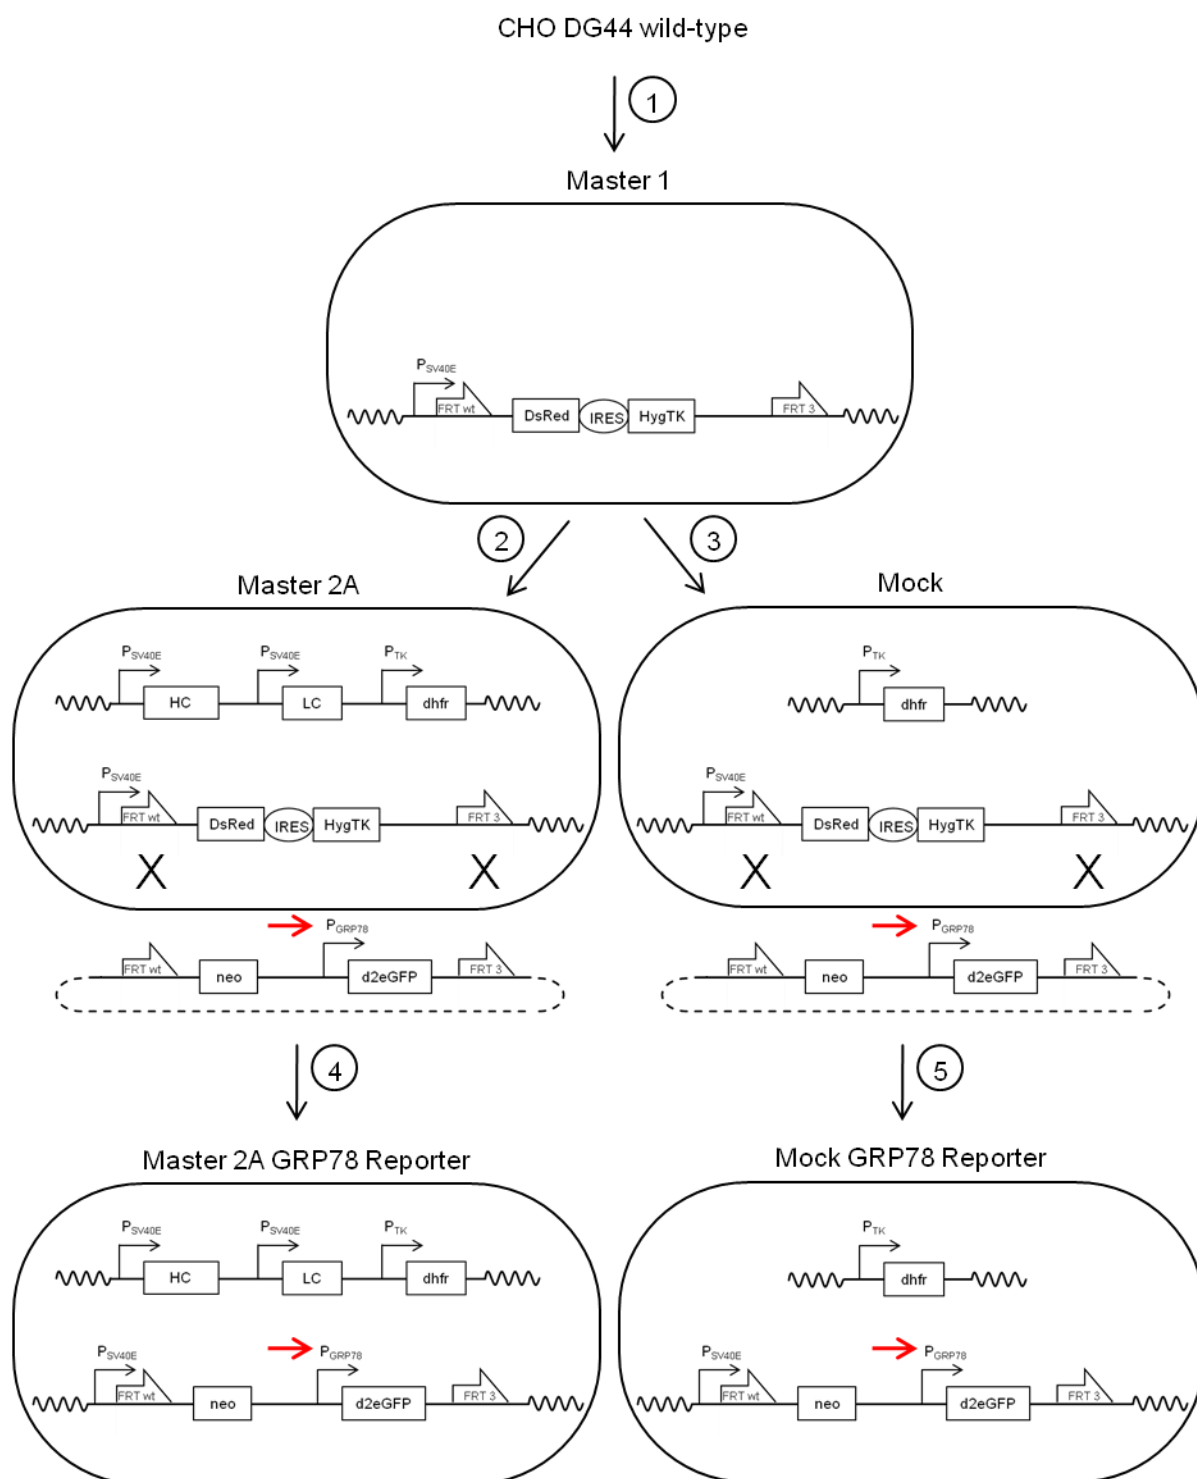 CHO DG44 wild-type
1
Master 1
PSV40E
FRT wt DsRed IRES HygTK FRT 3
2 3
Master 2A
PSV40E PSV40E PTK
HC LC dhfr
PSV40E
FRT wt DsRed IRES HygTK FRT 3
X X
PGRP78
FRT wt neo d2eGFP FRT 3
4
Mock
PTK
dhfr
PSV40E
FRT wt DsRed IRES HygTK FRT 3
X X
PGRP78
FRT wt neo d2eGFP FRT 3
5
Master 2A GRP78 Reporter
PSV40E PSV40E PTK
HC LC dhfr
PSV40E PGRP78
FRT wt neo d2eGFP FRT 3
Mock GRP78 Reporter
PTK
dhfr
PSV40E PGRP78
FRT wt neo d2eGFP FRT 3